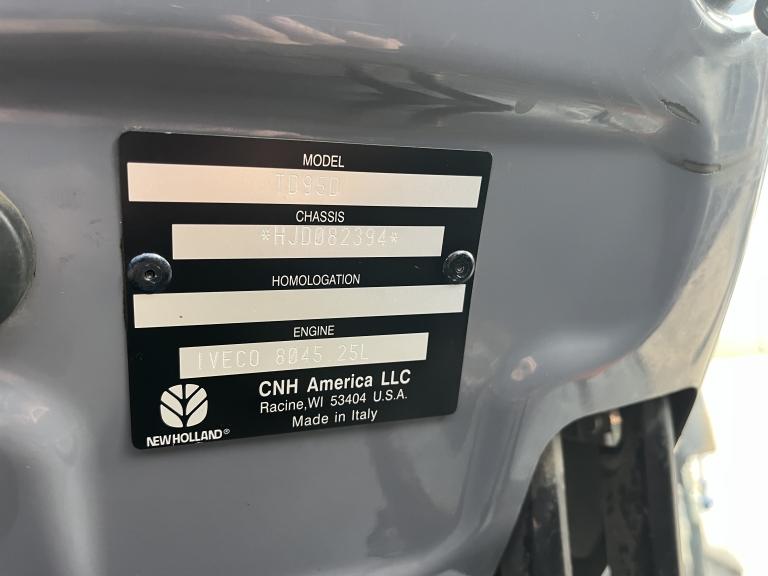 MODEL
TD95D
CHASSIS
*HJD082394*
HOMOLOGATION
ENGINE
IVECO 8045.25L
CNH America LLC
Racine,WI 53404 U.S.A.
Made in Italy
NEW HOLLAND®